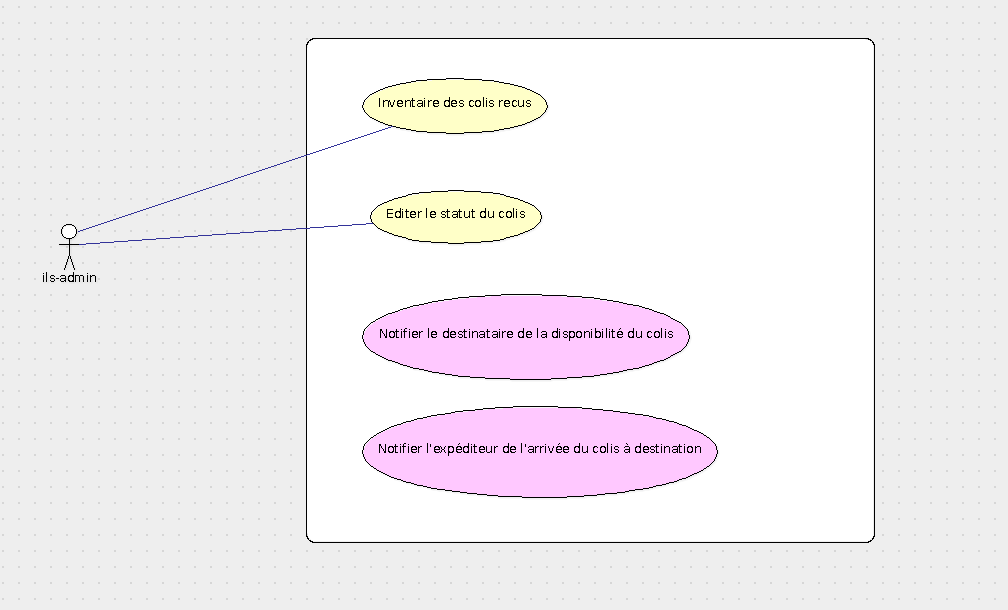 Inventaire des colis recus
Editer le statut du colis
ils-admin
Notifier le destinataire de la disponibilité du colis
Notifier l'expéditeur de l'arrivée du colis à destination